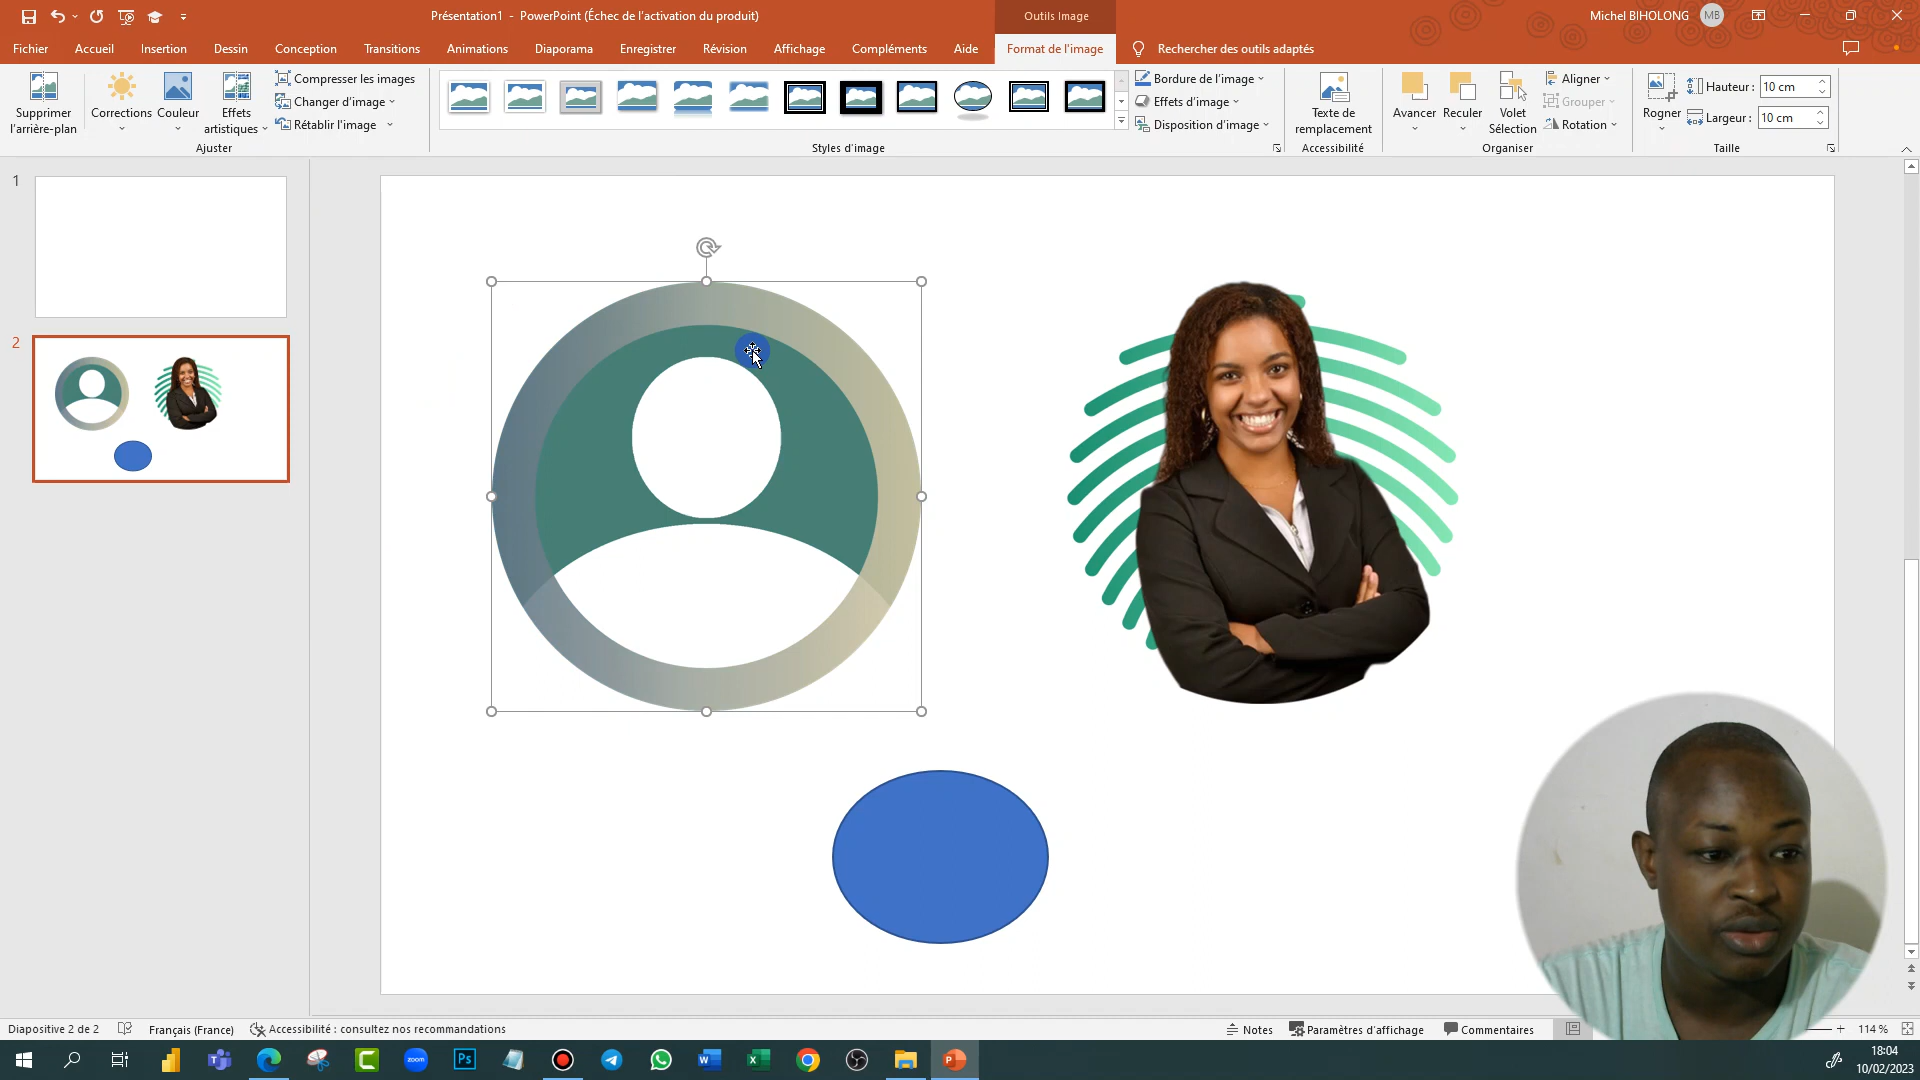 Présentation1 - PowerPoint (Échec de l'activation du produit)
Outils Image
Michel BIHOLONG
MB
Fichier
Accueil
Insertion
Dessin
Conception
Transitions
Animations
Diaporama
Enregistrer
Révision
Affichage
Compléments
Aide
Format de l'image
Rechercher des outils adaptés
Supprimer
l'arrière-plan
Corrections
Couleur
Effets
artistiques
Compresser les images
Changer d'image
Rétablir l'image
Ajuster
Styles d'image
Bordure de l'image
Effets d'image
Disposition d'image
Texte de
remplacement
Accessibilité
Avancer
Reculer
Volet
Sélection
Aligner
Grouper
Rotation
Organiser
Rogner
Hauteur :
10 cm
Largeur :
10 cm
Taille
1
2
Diapositive 2 de 2
Français (France)
Accessibilité : consultez nos recommandations
Notes
Paramètres d'affichage
Commentaires
114 %
zoom
Ps
18:04
10/02/2023